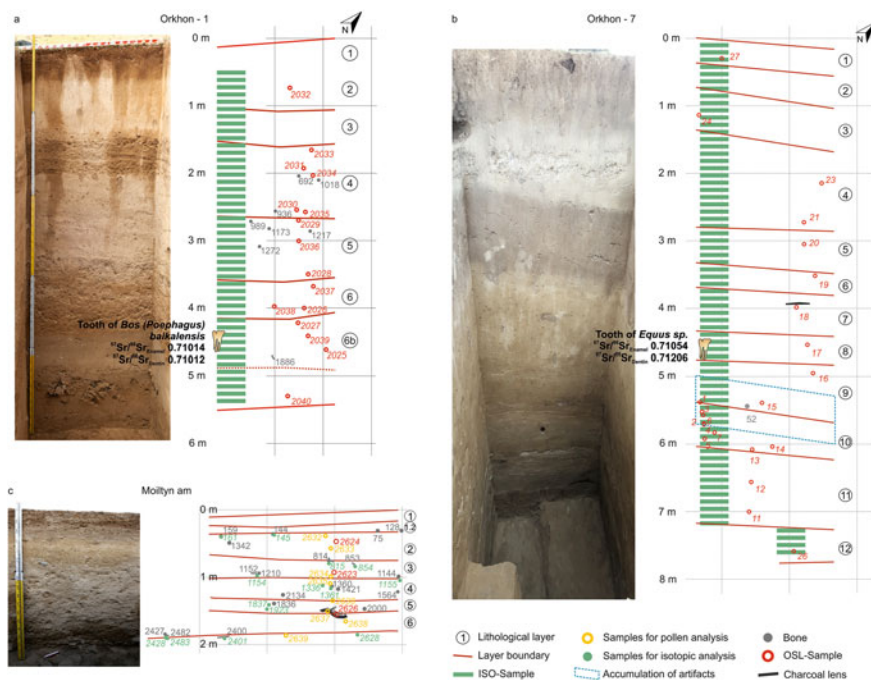 a
Orkhon - 1
N
0 m
1 m
2 m
3 m
4 m
5 m
6 m
1
2
3
4
5
6
6b
2032
2033
2031
2034
692
1018
2030
936
2035
989
2029
1173
1217
2036
1272
2028
2037
2038
2026
2027
2039
2025
1886
2040
Tooth of Bos (Poephagus)
baikalensis
⁸⁷Sr/⁸⁶Sr Enamel 0.71014
⁸⁷Sr/⁸⁶Sr Dentin 0.71012
b
Orkhon - 7
N
0 m
1 m
2 m
3 m
4 m
5 m
6 m
7 m
8 m
1
2
3
4
5
6
7
8
9
10
11
12
27
24
23
21
20
19
18
17
16
15
52
14
13
12
11
26
Tooth of Equus sp.
⁸⁷Sr/⁸⁶Sr Enamel 0.71054
⁸⁷Sr/⁸⁶Sr Dentin 0.71206
c
Moiltyn am
N
0 m
1 m
2 m
1
2
3
4
5
6
159
161
145
2632
2624
75
1342
2633
814
815
853
854
1152
1210
1154
2623
1144
1155
1336
1360
1361
1421
1564
2134
1837
1836
1977
2626
2000
2637
2635
2427
2482
2400
2428
2483
2401
2639
2628
1 Lithological layer
Samples for pollen analysis
Bone
Layer boundary
Samples for isotopic analysis
OSL-Sample
ISO-Sample
Accumulation of artifacts
Charcoal lens